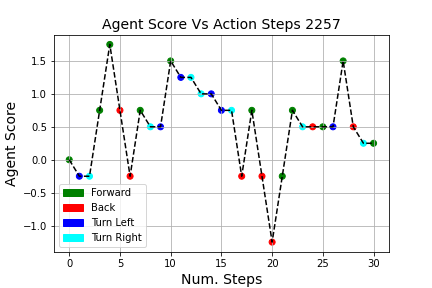 Agent Score Vs Action Steps 2257
Agent Score
1.5
1.0
0.5
0.0
−0.5
−1.0
Forward
Back
Turn Left
Turn Right
0 5 10 15 20 25 30
Num. Steps